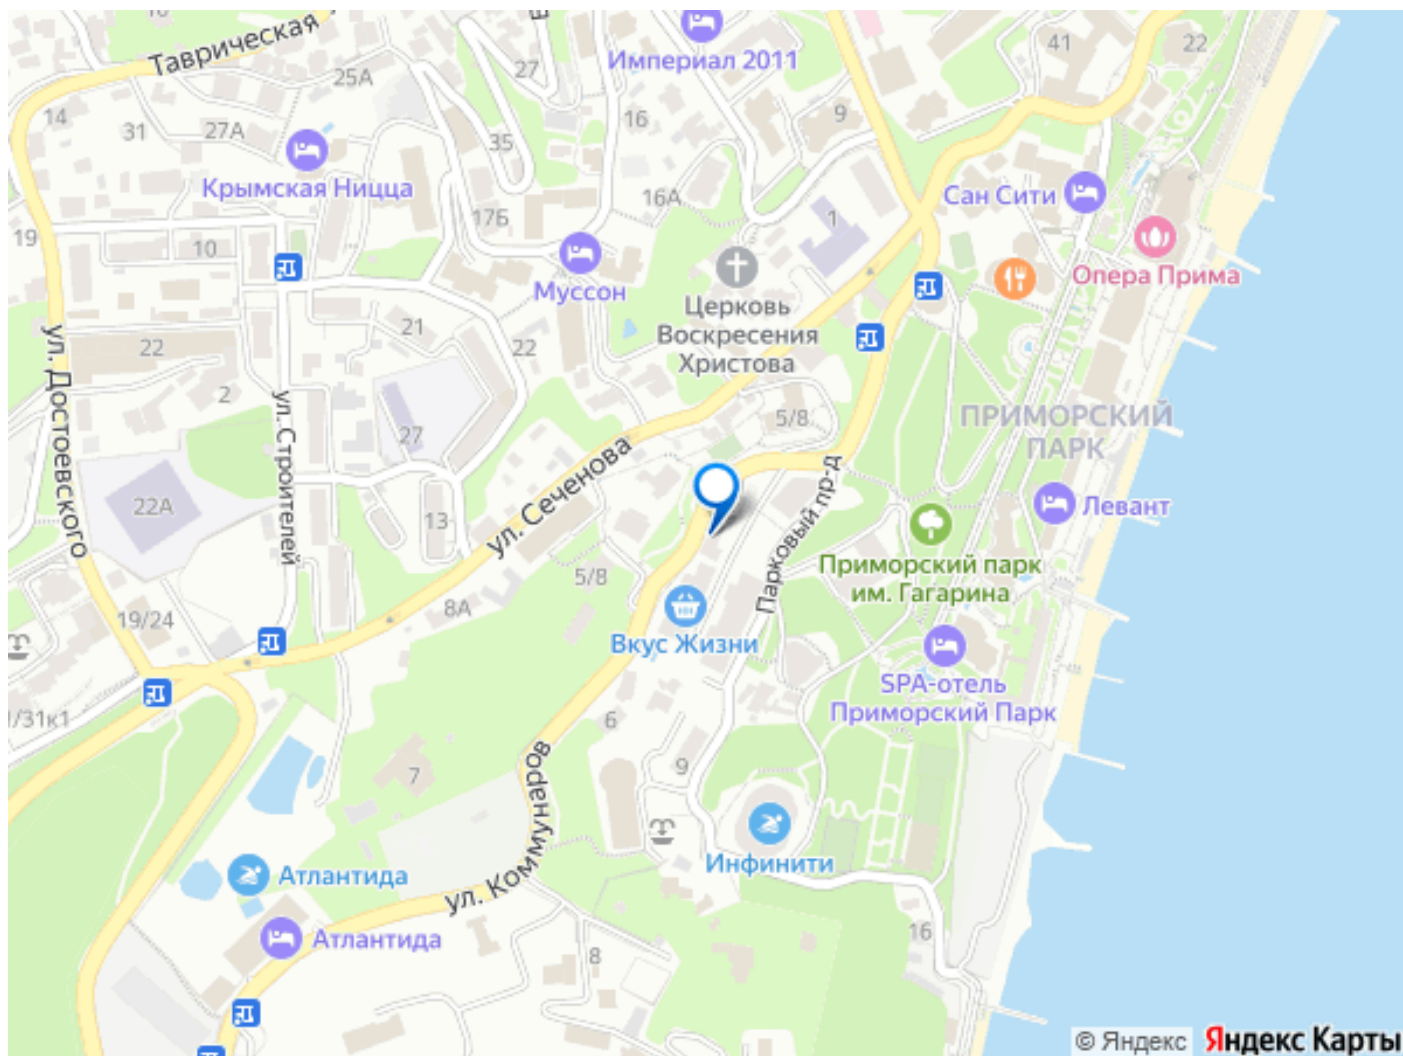 Таврическая
Империал 2011
41
22
27
25А
14
31
27А
35
16
9
Крымская Ницца
16А
17Б
1
Сан Сити
19
10
Опера Прима
Муссон
Церковь
Воскресения
Христова
ул. Достоевского
22
21
22
2
ул. Строителей
27
5/8
ПРИМОРСКИЙ
ПАРК
ул. Сеченова
22А
13
Парковый пр-д
Левант
Приморский парк
им. Гагарина
5/8
8А
19/24
Вкус Жизни
SPA-отель
Приморский Парк
1/31к1
6
7
9
ул. Коммунаров
Инфинити
Атлантида
Атлантида
16
8
© Яндекс Яндекс Карты